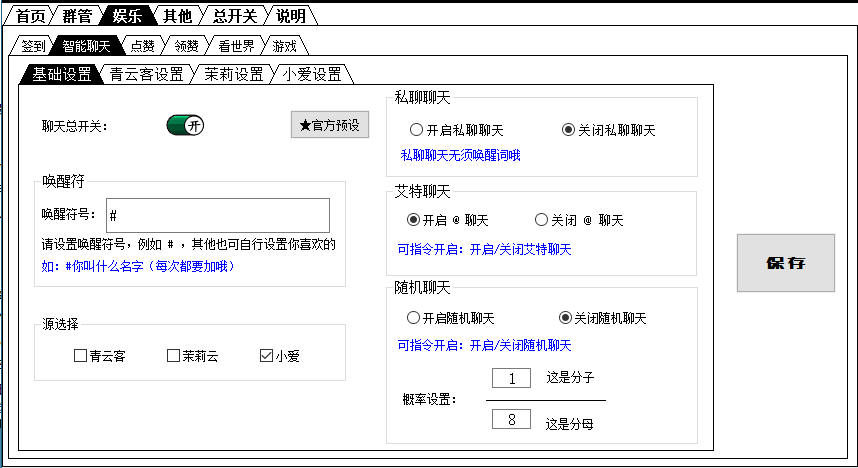 首页 群管 娱乐 其他 总开关 说明
签到 智能聊天 点赞 领赞 看世界 游戏
基础设置 青云客设置 茉莉设置 小爱设置
聊天总开关： 开 ★官方预设
唤醒符
唤醒符号： #
请设置唤醒符号，例如 # ，其他也可自行设置你喜欢的
如：#你叫什么名字（每次都要加哦）
源选择
青云客 茉莉云 小爱
私聊聊天
开启私聊聊天 关闭私聊聊天
私聊聊天无须唤醒词哦
艾特聊天
开启 @ 聊天 关闭 @ 聊天
可指令开启：开启/关闭艾特聊天
随机聊天
开启随机聊天 关闭随机聊天
可指令开启：开启/关闭随机聊天
概率设置：
1 这是分子
8 这是分母
保存